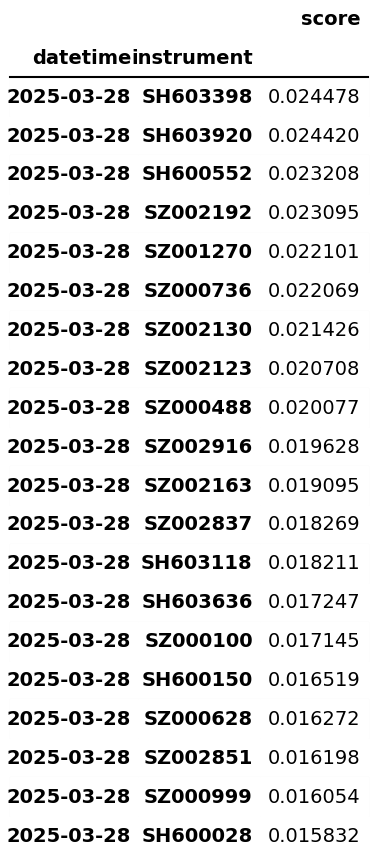 score
datetime instrument
2025-03-28 SH603398 0.024478
2025-03-28 SH603920 0.024420
2025-03-28 SH600552 0.023208
2025-03-28 SZ002192 0.023095
2025-03-28 SZ001270 0.022101
2025-03-28 SZ000736 0.022069
2025-03-28 SZ002130 0.021426
2025-03-28 SZ002123 0.020708
2025-03-28 SZ000488 0.020077
2025-03-28 SZ002916 0.019628
2025-03-28 SZ002163 0.019095
2025-03-28 SZ002837 0.018269
2025-03-28 SH603118 0.018211
2025-03-28 SH603636 0.017247
2025-03-28 SZ000100 0.017145
2025-03-28 SH600150 0.016519
2025-03-28 SZ000628 0.016272
2025-03-28 SZ002851 0.016198
2025-03-28 SZ000999 0.016054
2025-03-28 SH600028 0.015832